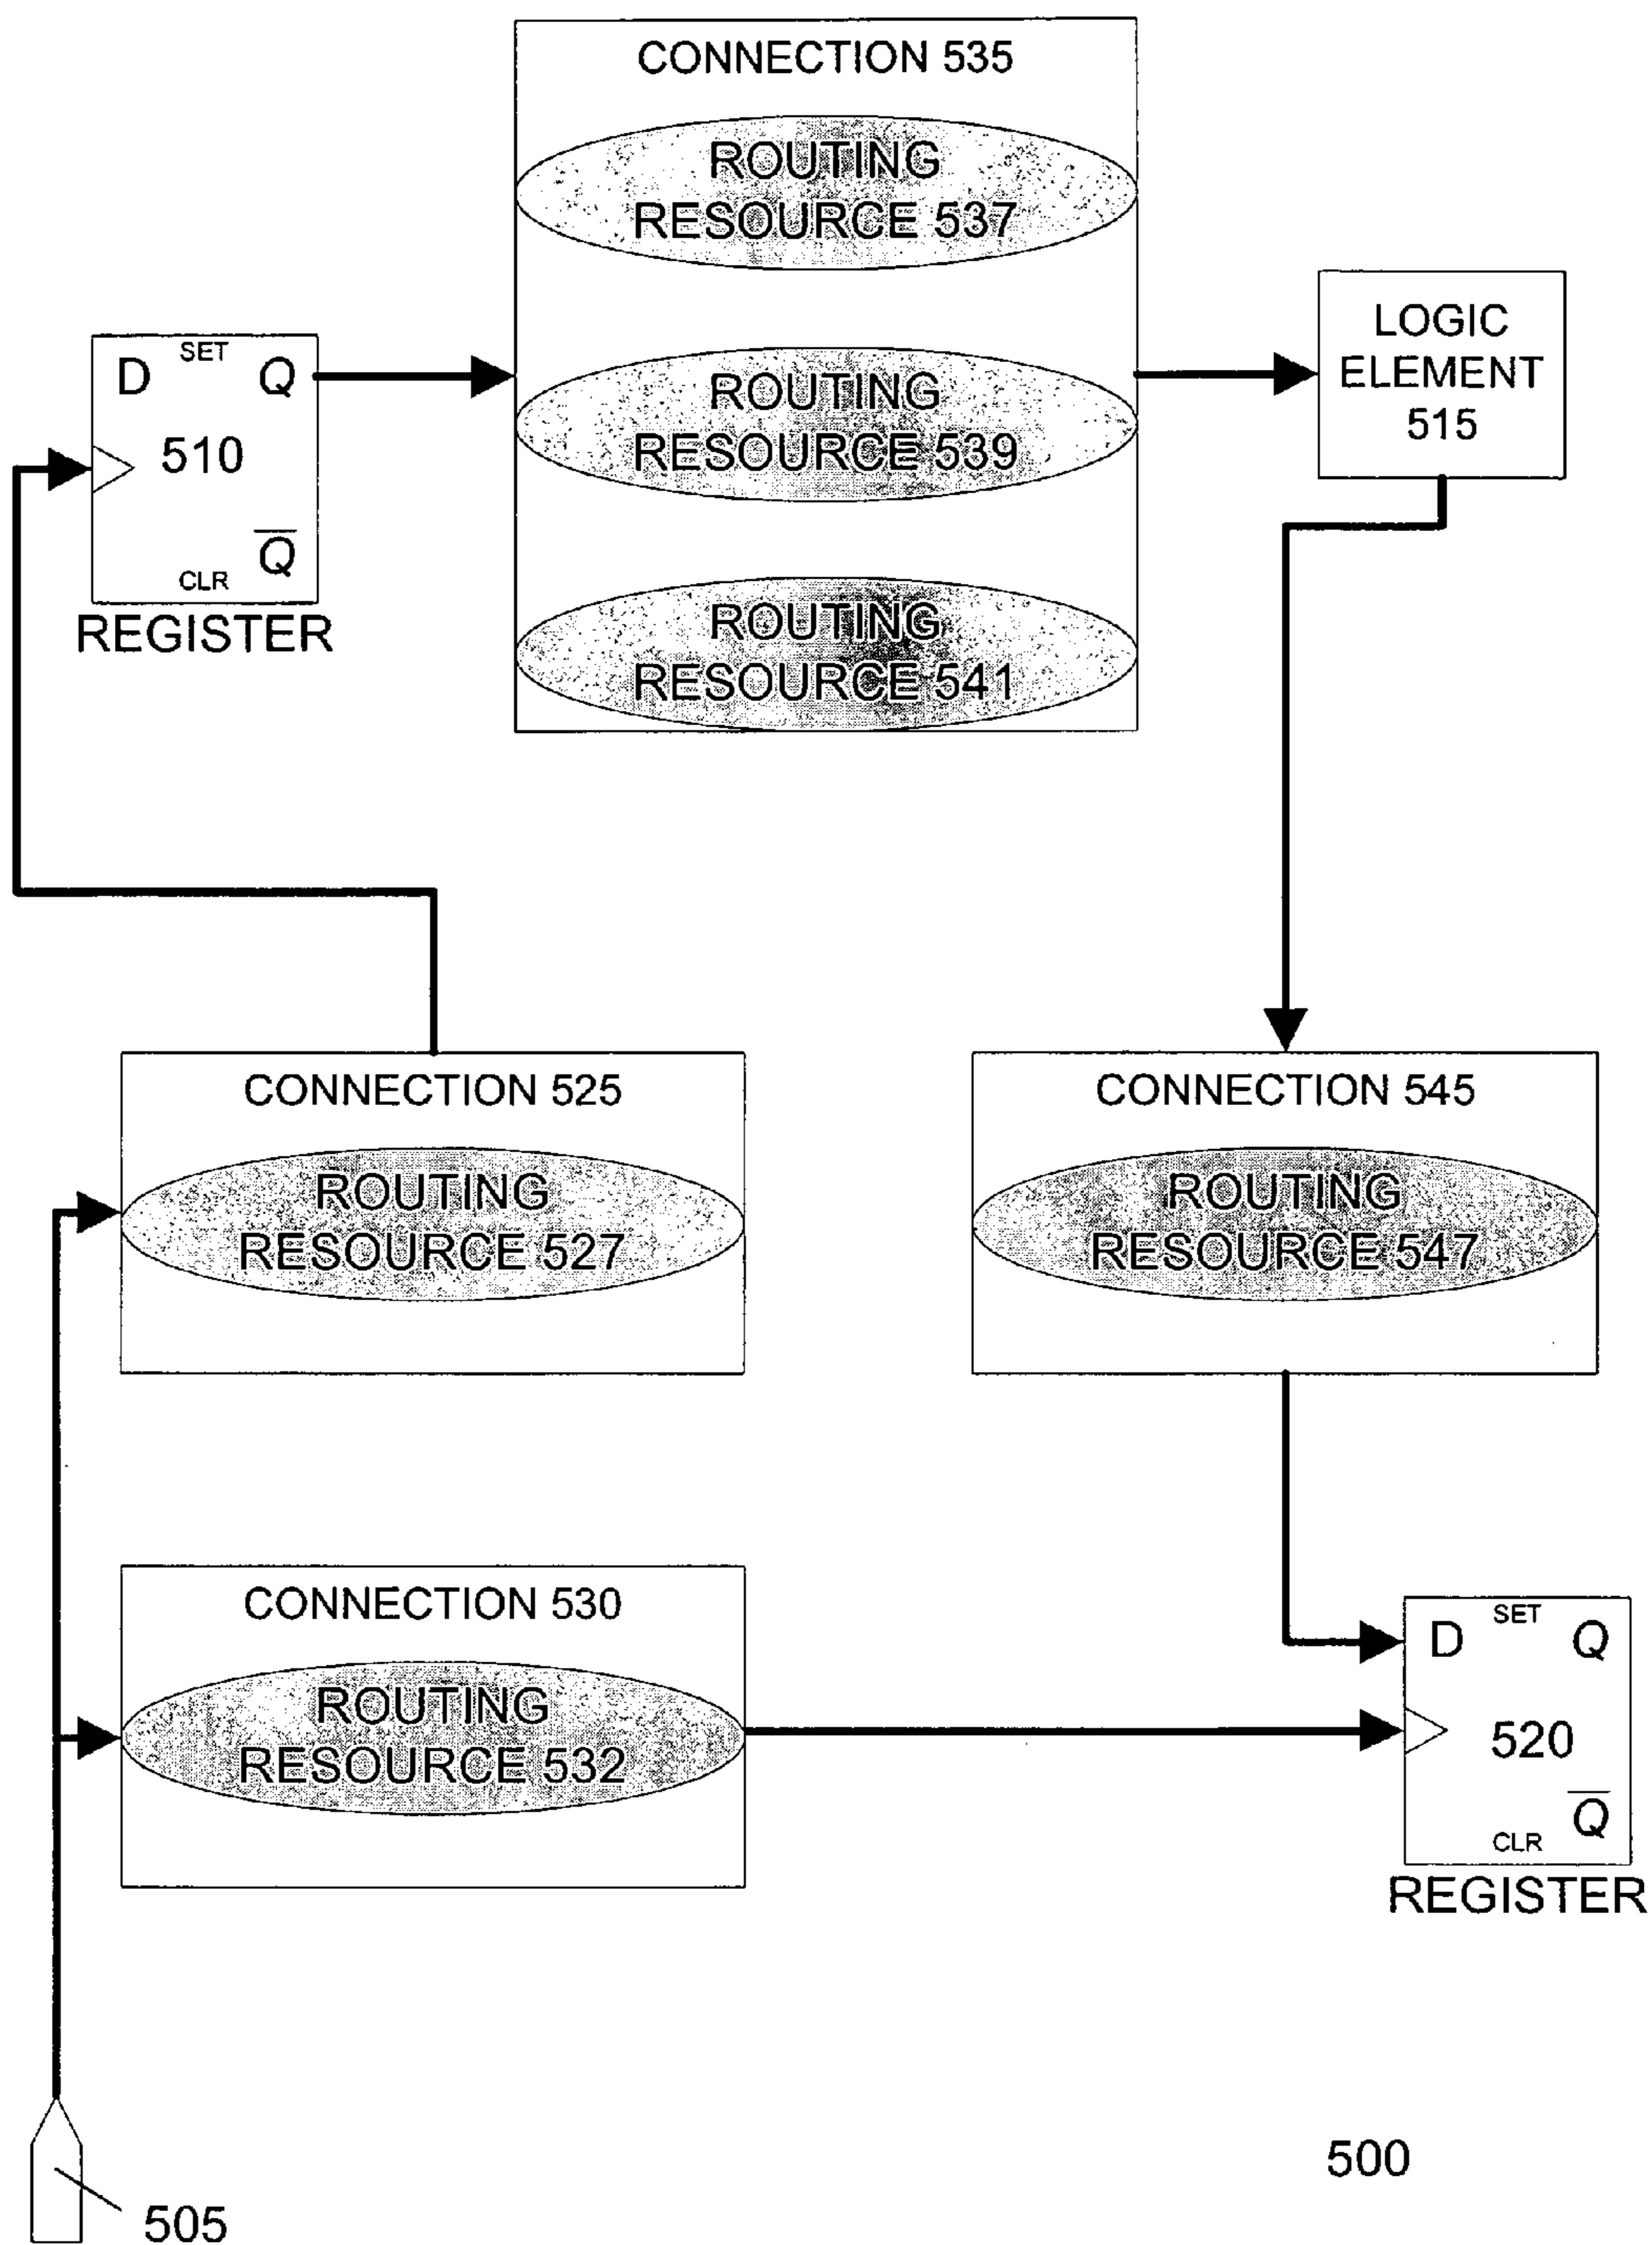 CONNECTION 535
ROUTING
RESOURCE 537
ROUTING
RESOURCE 539
ROUTING
RESOURCE 541
LOGIC
ELEMENT
515
SET
D Q
510
Q
CLR
REGISTER
CONNECTION 525
ROUTING
RESOURCE 527
CONNECTION 545
ROUTING
RESOURCE 547
CONNECTION 530
ROUTING
RESOURCE 532
SET
D Q
520
Q
CLR
REGISTER
500
505